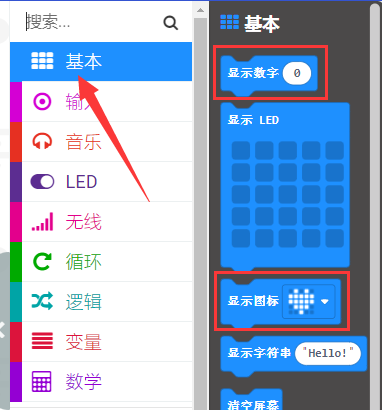 搜索...
基本
输入
音乐
LED
无线
循环
逻辑
变量
数学
基本
显示数字 0
显示 LED
显示图标
显示字符串 "Hello!"
清空屏幕